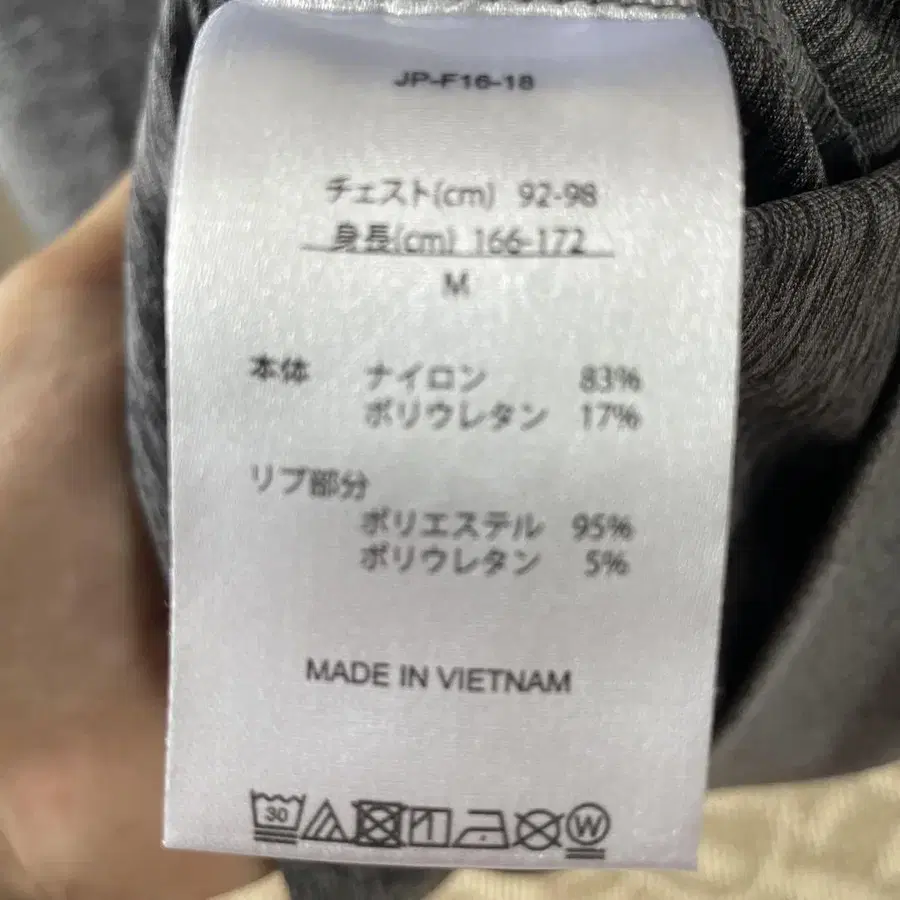 JP-F16-18
チェスト(cm) 92-98
身長(cm) 166-172
M
本体 ナイロン 83%
ポリウレタン 17%
リブ部分
ポリエステル 95%
ポリウレタン 5%
MADE IN VIETNAM
30 W